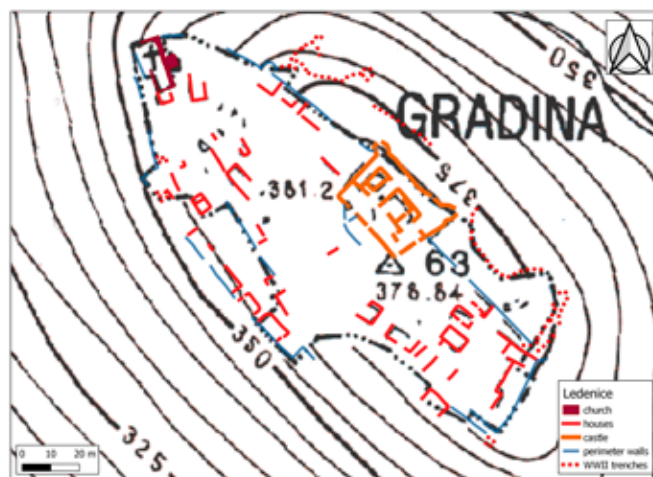 350
GRADINA
375
.381.2
63
378.84
350
325
Ledenice
church
houses
castle
perimeter walls
WWII trenches
0 10 20 m